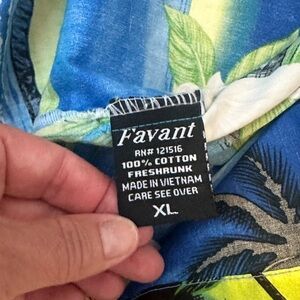 Favant
RN# 121516
100% COTTON
FRESHRUNK
MADE IN VIETNAM
CARE SEE OVER
XL